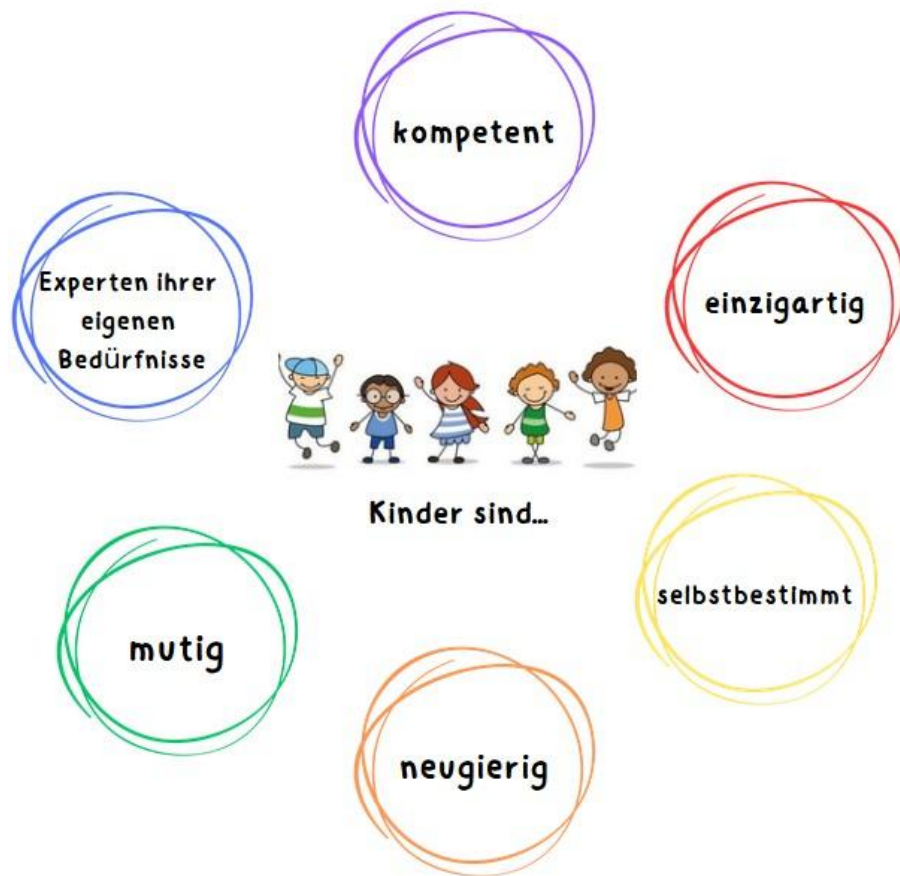 kompetent
einzigartig
Experten ihrer
eigenen
Bedürfnisse
Kinder sind...
selbstbestimmt
mutig
neugierig